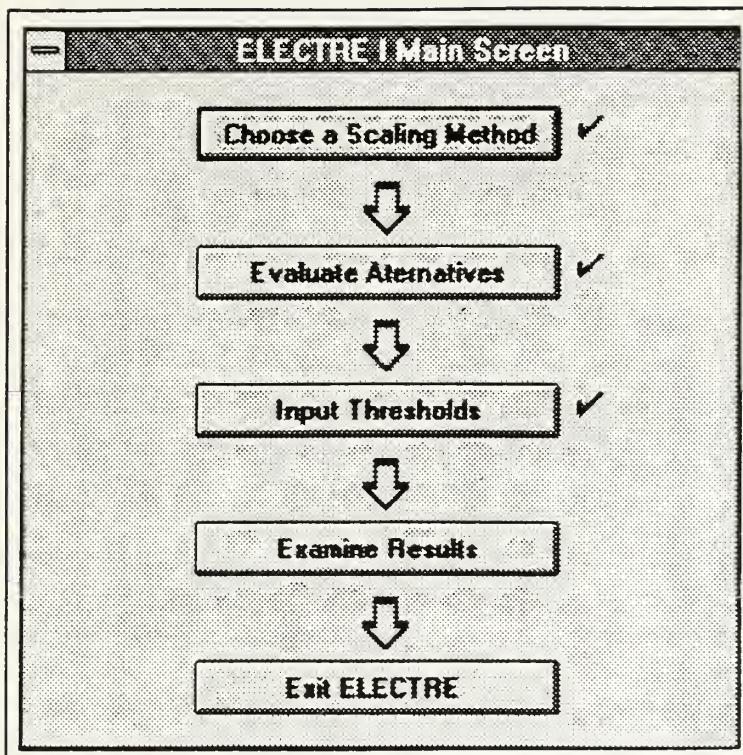 ELECTRE I Main Screen
Choose a Scaling Method
Evaluate Aternatives
Input Thresholds
Examine Results
Exit ELECTRE